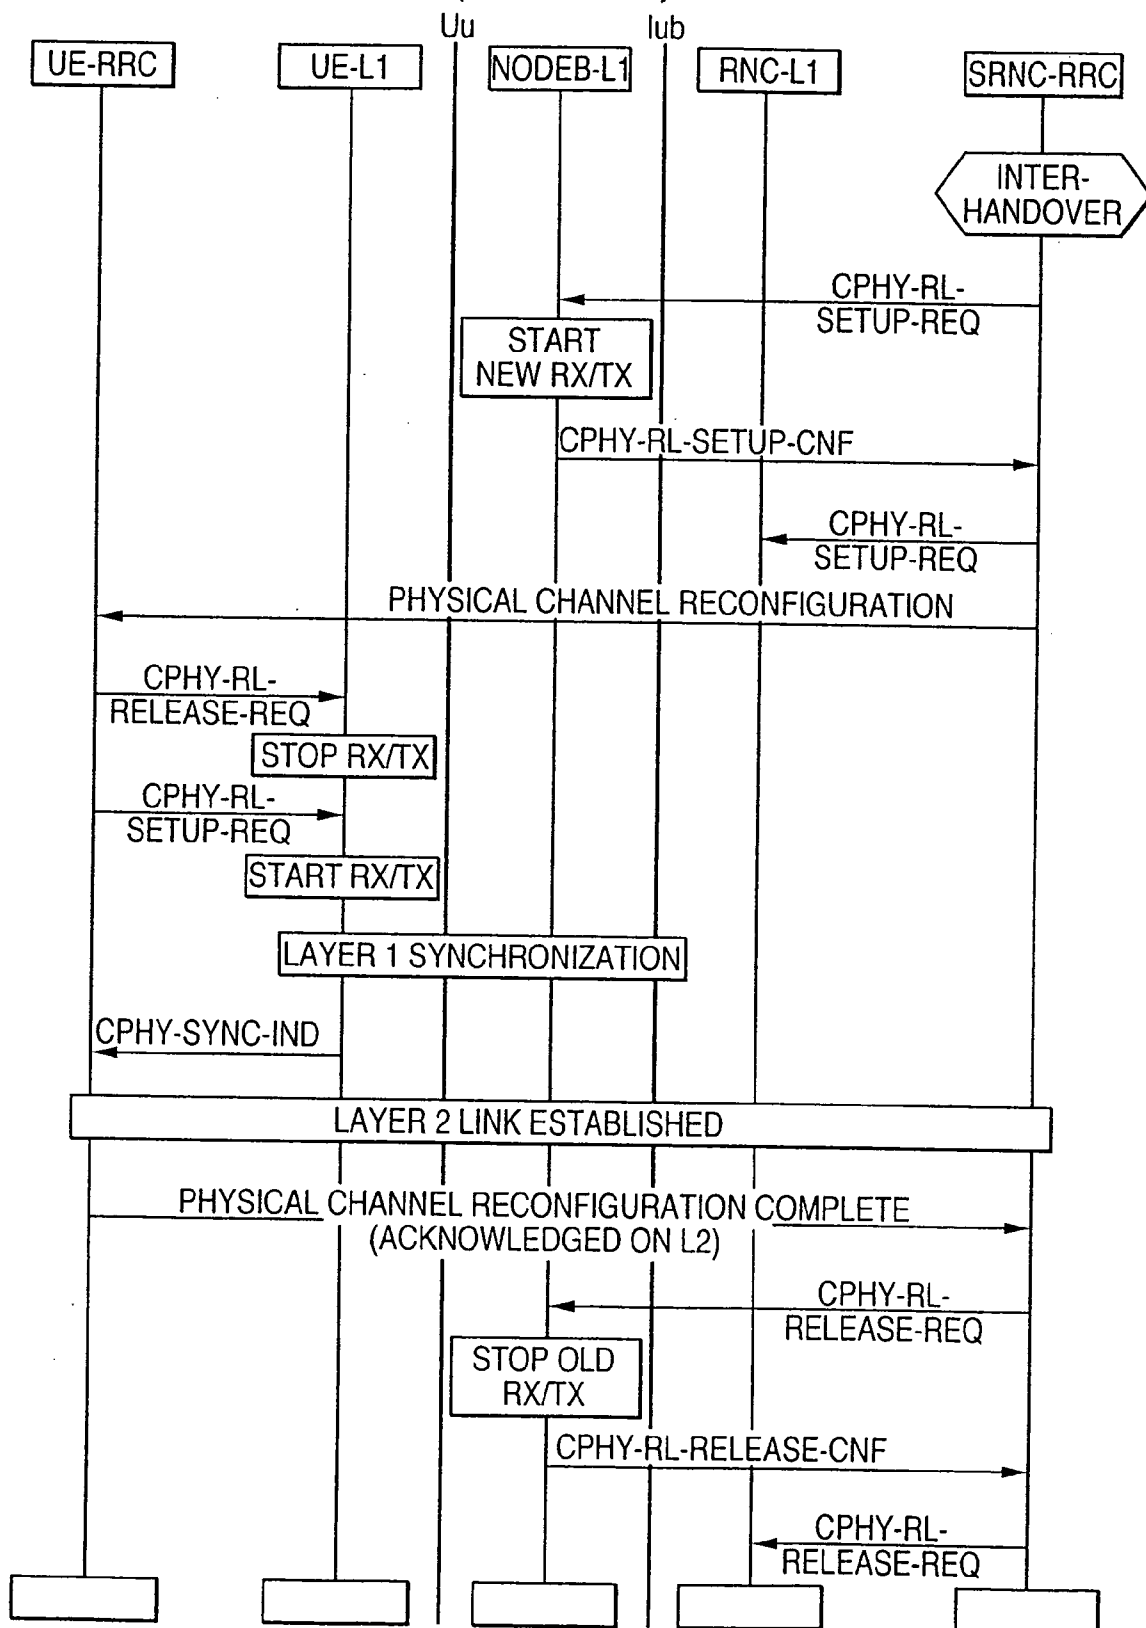 Uu
Iub
UE-RRC
UE-L1
NODEB-L1
RNC-L1
SRNC-RRC
INTER-
HANDOVER
CPHY-RL-
SETUP-REQ
START
NEW RX/TX
CPHY-RL-SETUP-CNF
CPHY-RL-
SETUP-REQ
PHYSICAL CHANNEL RECONFIGURATION
CPHY-RL-
RELEASE-REQ
STOP RX/TX
CPHY-RL-
SETUP-REQ
START RX/TX
LAYER 1 SYNCHRONIZATION
CPHY-SYNC-IND
LAYER 2 LINK ESTABLISHED
PHYSICAL CHANNEL RECONFIGURATION COMPLETE
(ACKNOWLEDGED ON L2)
CPHY-RL-
RELEASE-REQ
STOP OLD
RX/TX
CPHY-RL-RELEASE-CNF
CPHY-RL-
RELEASE-REQ